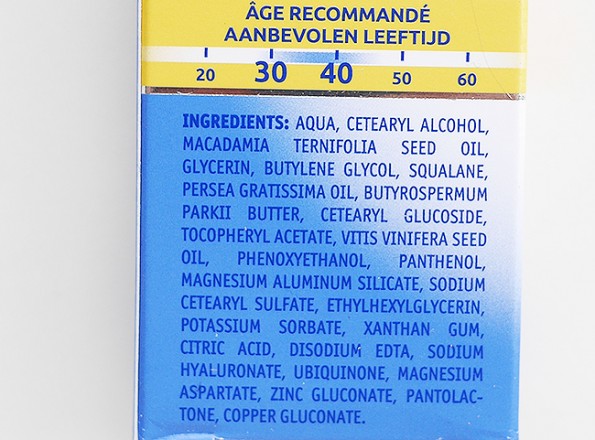 ÂGE RECOMMANDÉ
AANBEVOLEN LEEFTIJD
20 30 40 50 60
INGREDIENTS: AQUA, CETEARYL ALCOHOL,
MACADAMIA TERNIFOLIA SEED OIL,
GLYCERIN, BUTYLENE GLYCOL, SQUALANE,
PERSEA GRATISSIMA OIL, BUTYROSPERMUM
PARKII BUTTER, CETEARYL GLUCOSIDE,
TOCOPHERYL ACETATE, VITIS VINIFERA SEED
OIL, PHENOXYETHANOL, PANTHENOL,
MAGNESIUM ALUMINUM SILICATE, SODIUM
CETEARYL SULFATE, ETHYLHEXYLGLYCERIN,
POTASSIUM SORBATE, XANTHAN GUM,
CITRIC ACID, DISODIUM EDTA, SODIUM
HYALURONATE, UBIQUINONE, MAGNESIUM
ASPARTATE, ZINC GLUCONATE, PANTOLAC-
TONE, COPPER GLUCONATE.